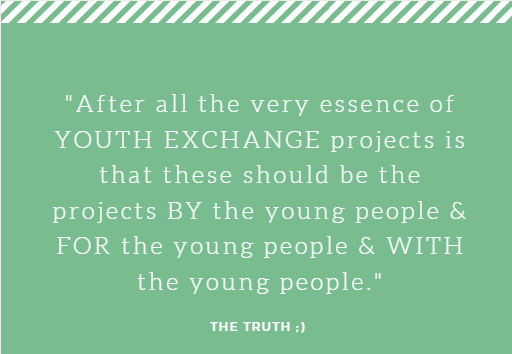 "After all the very essence of
YOUTH EXCHANGE projects is
that these should be the
projects BY the young people &
FOR the young people & WITH
the young people."
THE TRUTH ;)